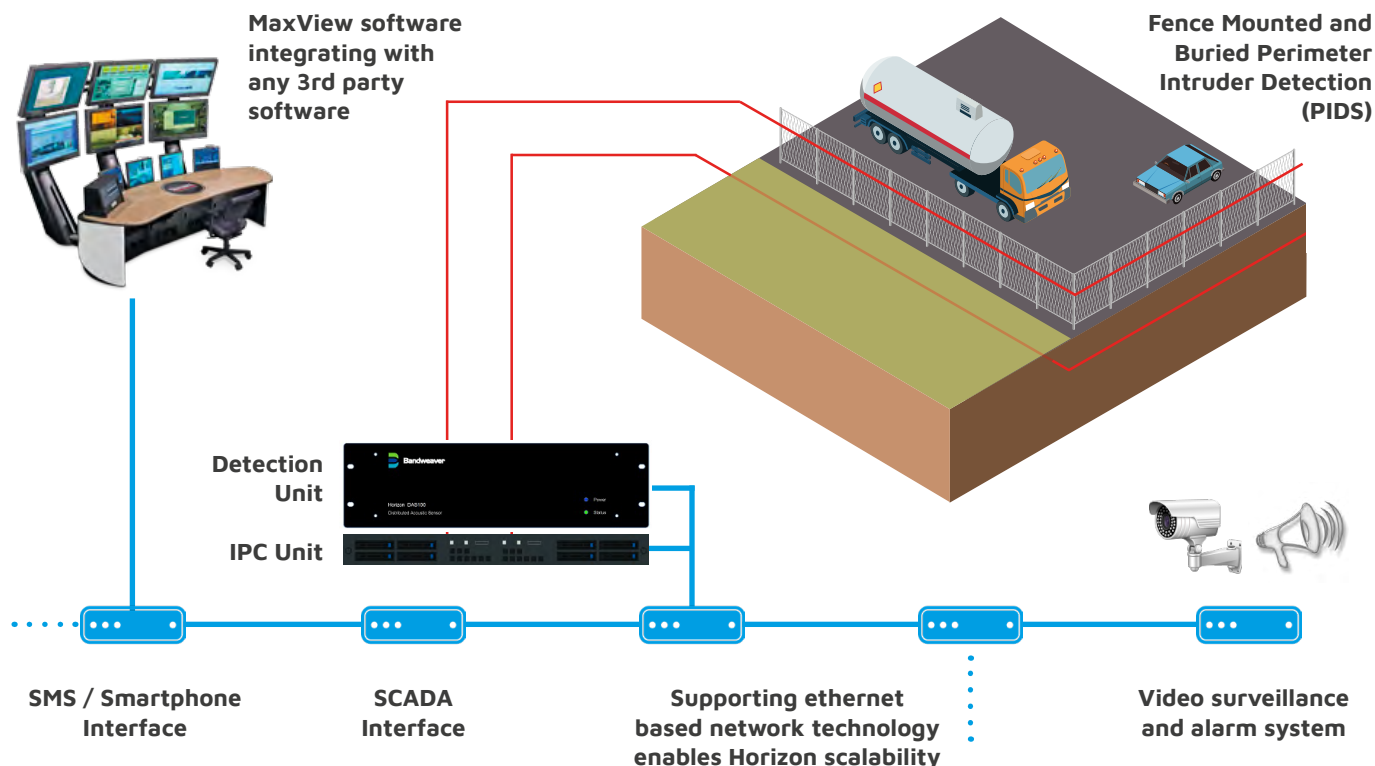 MaxView software
integrating with
any 3rd party
software
Fence Mounted and
Buried Perimeter
Intruder Detection
(PIDS)
Detection
Unit
Bandweaver
Horizon DAS100
Distributed Acoustic Sensor
Power
Status
IPC Unit
SMS / Smartphone
Interface
SCADA
Interface
Supporting ethernet
based network technology
enables Horizon scalability
Video surveillance
and alarm system